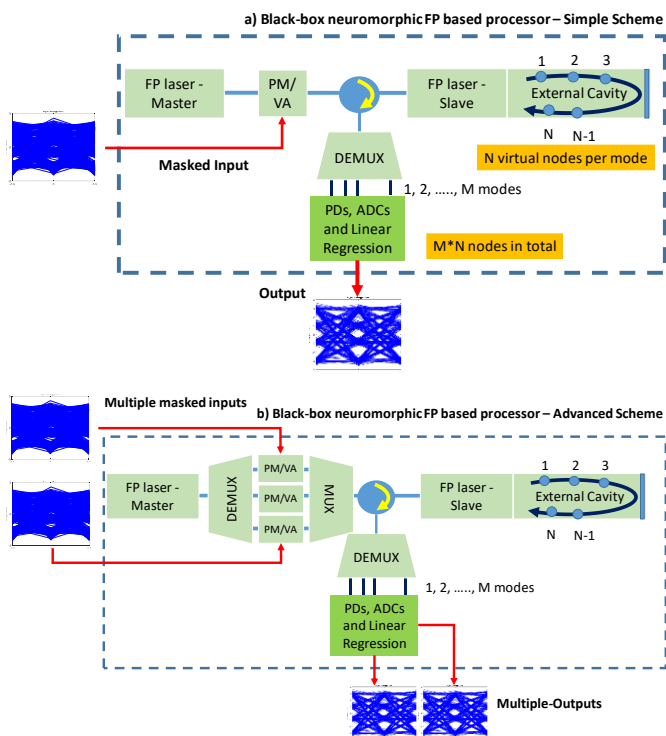 a) Black-box neuromorphic FP based processor – Simple Scheme
FP laser -
Master
PM/
VA
FP laser -
Slave
1 2 3
External Cavity
N N-1
Masked Input
DEMUX
N virtual nodes per mode
1, 2, ....., M modes
PDs, ADCs
and Linear
Regression
M*N nodes in total
Output
Multiple masked inputs
b) Black-box neuromorphic FP based processor – Advanced Scheme
FP laser -
Master
DEMUX
PM/VA
PM/VA
PM/VA
MUX
FP laser -
Slave
1 2 3
External Cavity
N N-1
DEMUX
1, 2, ....., M modes
PDs, ADCs
and Linear
Regression
Multiple-Outputs